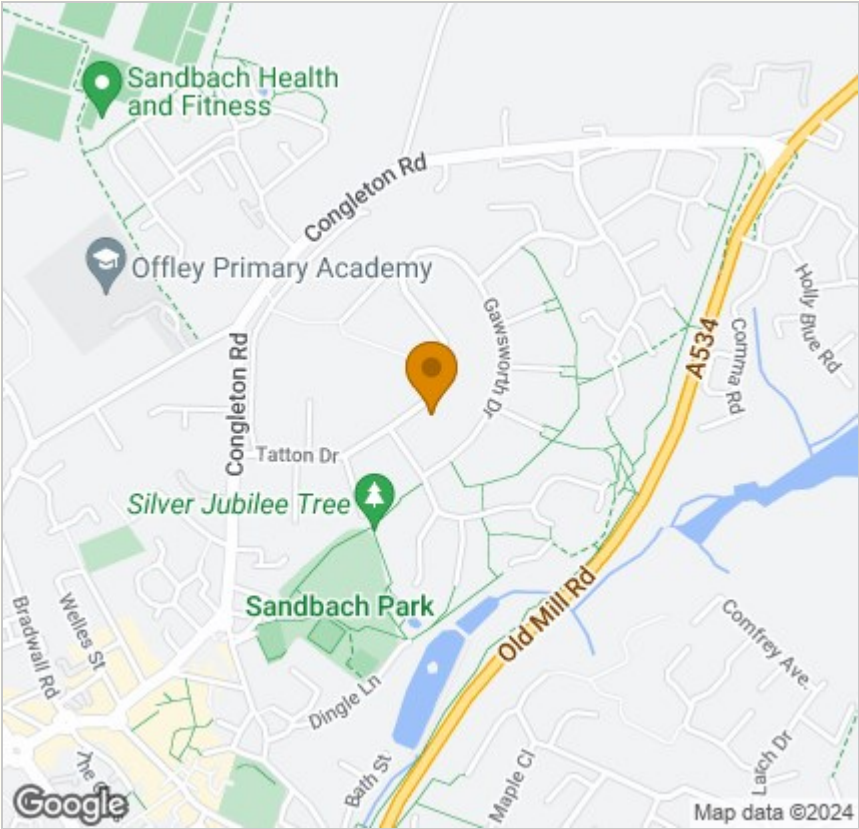 Sandbach Health
and Fitness
Congleton Rd
Offley Primary Academy
Gawsworth Dr
Holly Blue Rd
A534
Comma Rd
Congleton Rd
Tatton Dr
Silver Jubilee Tree
Sandbach Park
Old Mill Rd
Bradwall Rd
Welles St
Comfrey Ave.
Dingle Ln
Bath St
Maple Cl
Larch Dr
Google
Map data ©2024